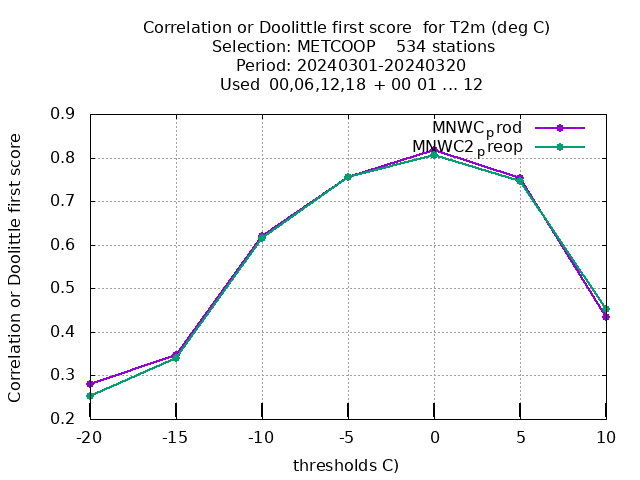 Correlation or Doolittle first score  for T2m (deg C)
Selection: METCOOP    534 stations
Period: 20240301-20240320
Used  00,06,12,18  + 00 01 ... 12
Correlation or Doolittle first score
0.9
0.8
0.7
0.6
0.5
0.4
0.3
0.2
MNWC_prod
MNWC2_preop
-20 -15 -10 -5 0 5 10
thresholds C)